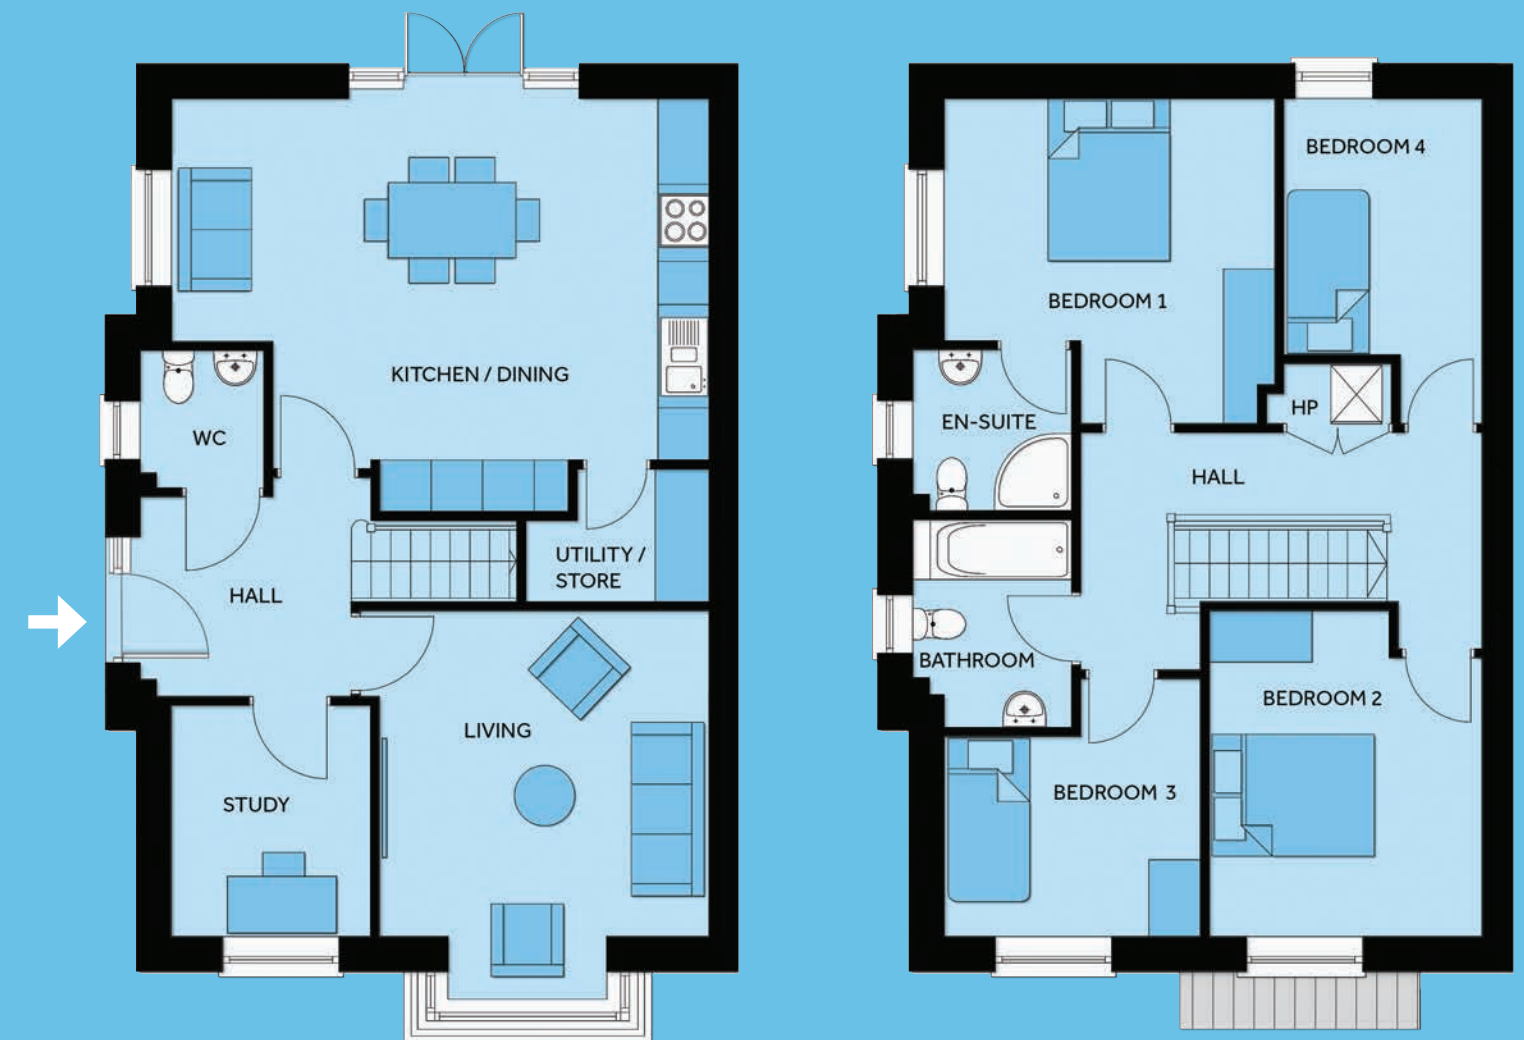 KITCHEN / DINING
WC
UTILITY /
STORE
HALL
LIVING
STUDY
BEDROOM 4
BEDROOM 1
HP
EN-SUITE
HALL
BATHROOM
BEDROOM 2
BEDROOM 3